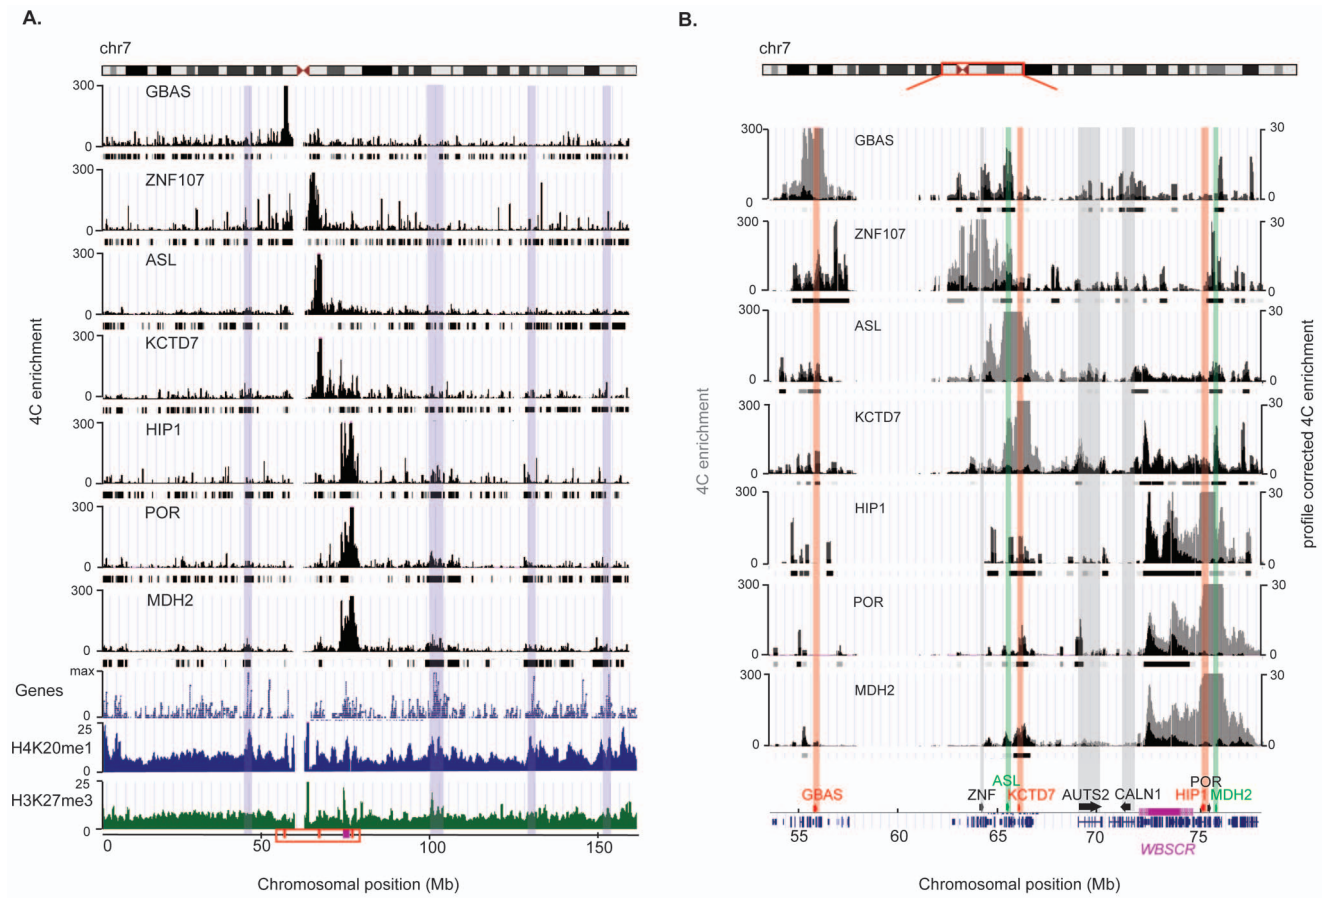 A.
chr7
300
GBAS
0
300
ZNF107
0
300
ASL
0
300
KCTD7
0
300
HIP1
0
300
POR
0
300
MDH2
0
4C enrichment
max
Genes
0
25
H4K20me1
0
25
H3K27me3
0
0 50 100 150
Chromosomal position (Mb)
B.
chr7
300 30
GBAS
0 0
300 30
ZNF107
0 0
300 30
ASL
0 0
300 30
KCTD7
0 0
300 30
HIP1
0 0
300 30
POR
0 0
300 30
MDH2
0 0
4C enrichment
profile corrected 4C enrichment
ASL POR
GBAS ZNF KCTD7 AUTS2 CALN1 HIP1 MDH2
55 60 65 70 75
WBSCR
Chromosomal position (Mb)